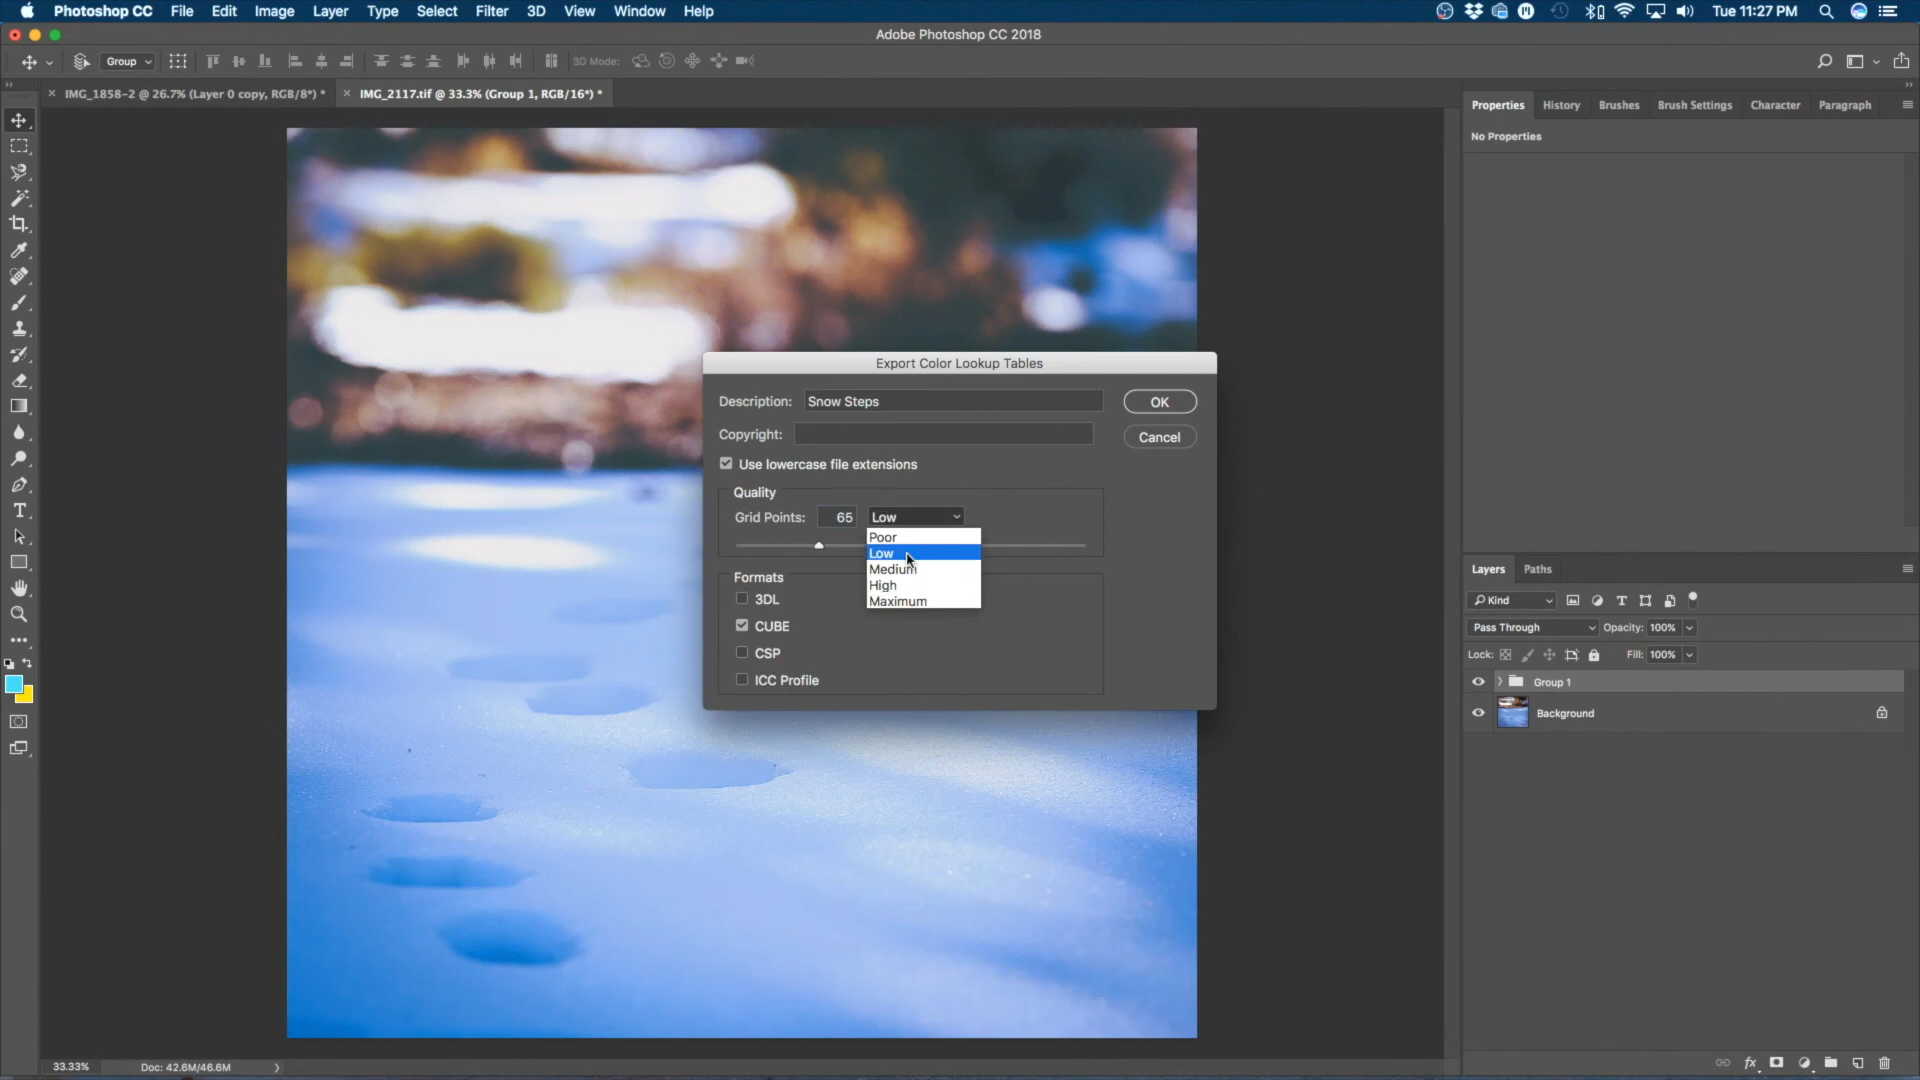 Photoshop CC File Edit Image Layer Type Select Filter 3D View Window Help Tue 11:27 PM
Adobe Photoshop CC 2018
Group 3D Mode:
× IMG_1858-2 @ 26.7% (Layer 0 copy, RGB/8*) * × IMG_2117.tif @ 33.3% (Group 1, RGB/16*) *
Properties History Brushes Brush Settings Character Paragraph
No Properties
Export Color Lookup Tables
Description: Snow Steps OK
Copyright: Cancel
Use lowercase file extensions
Quality
Grid Points: 65 Low
Poor
Low
Medium
High
Maximum
Formats
3DL
CUBE
CSP
ICC Profile
Layers Paths
Kind T
Pass Through Opacity: 100%
Lock: Fill: 100%
Group 1
Background
fx
33.33% Doc: 42.6M/46.6M